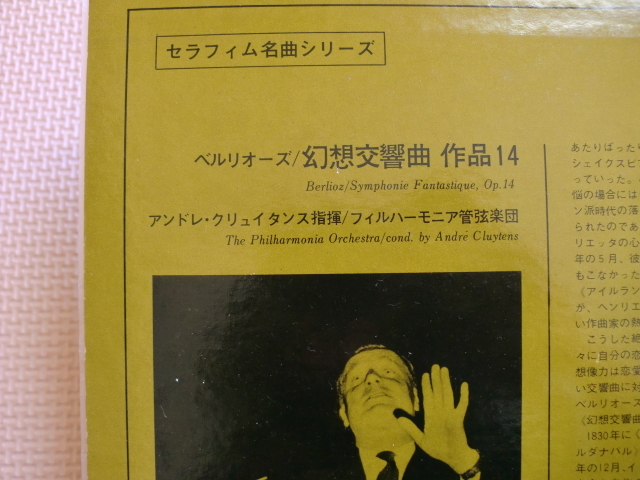 セラフィム名曲シリーズ
ベルリオーズ/幻想交響曲 作品14
Berlioz/Symphonie Fantastique, Op.14
アンドレ・クリュイタンス指揮/フィルハーモニア管弦楽団
The Philharmonia Orchestra/cond. by André Cluytens
あたりばったり
シェイクスピ
っていった。
悩の場合には
ン派時代の落
られたのであ
リエッタの心
年の5月、彼
もこなかった
《アイルラン
が、ヘンリエ
い作曲家の熱
こうした絶
々に自分の恋
想像力は恋愛
い交響曲に対
ベルリオーズ
《幻想交響曲
1830年に《
ルダナパル》
年の12月、イ